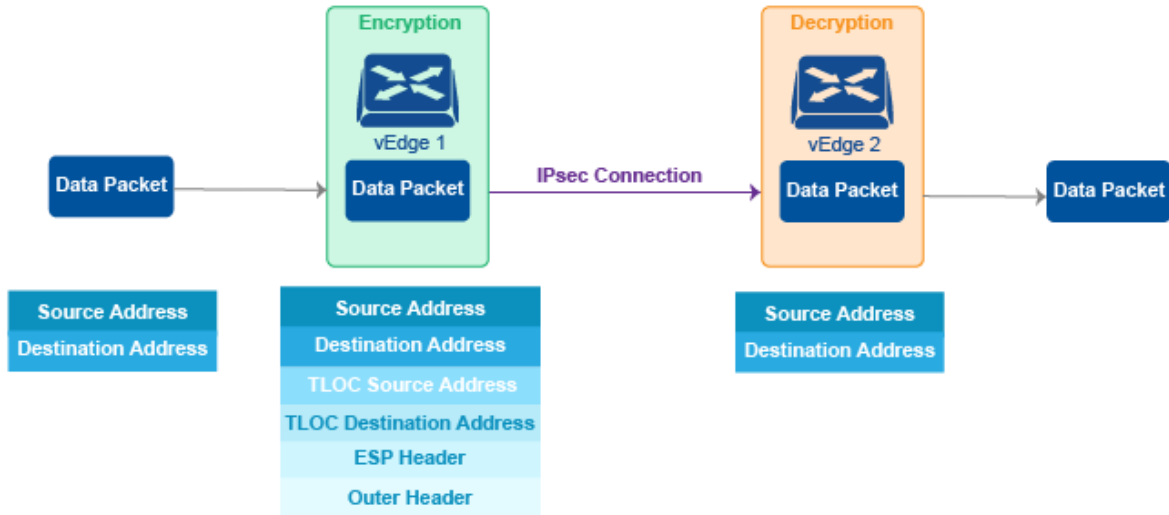 Encryption
Decryption
vEdge 1
vEdge 2
Data Packet
Data Packet
IPsec Connection
Data Packet
Data Packet
Source Address
Destination Address
Source Address
Destination Address
TLOC Source Address
TLOC Destination Address
ESP Header
Outer Header
Source Address
Destination Address